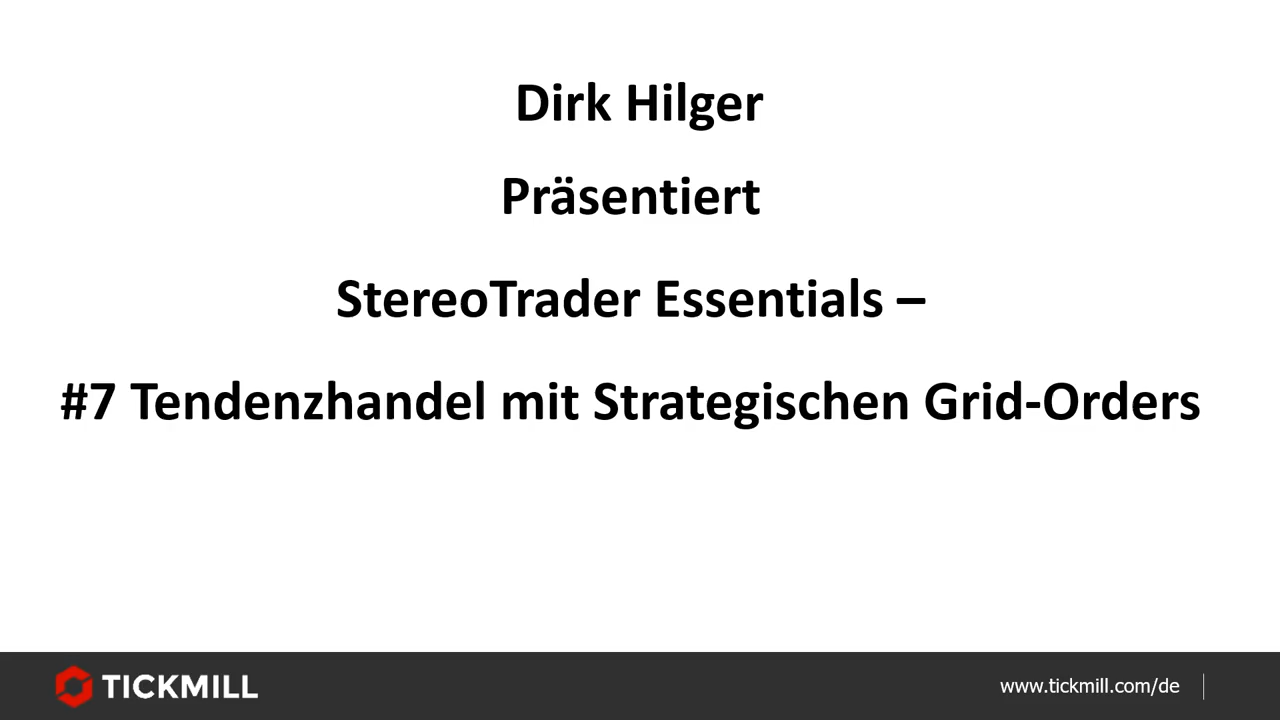 Dirk Hilger
Präsentiert
StereoTrader Essentials –
#7 Tendenzhandel mit Strategischen Grid-Orders
TICKMILL
www.tickmill.com/de